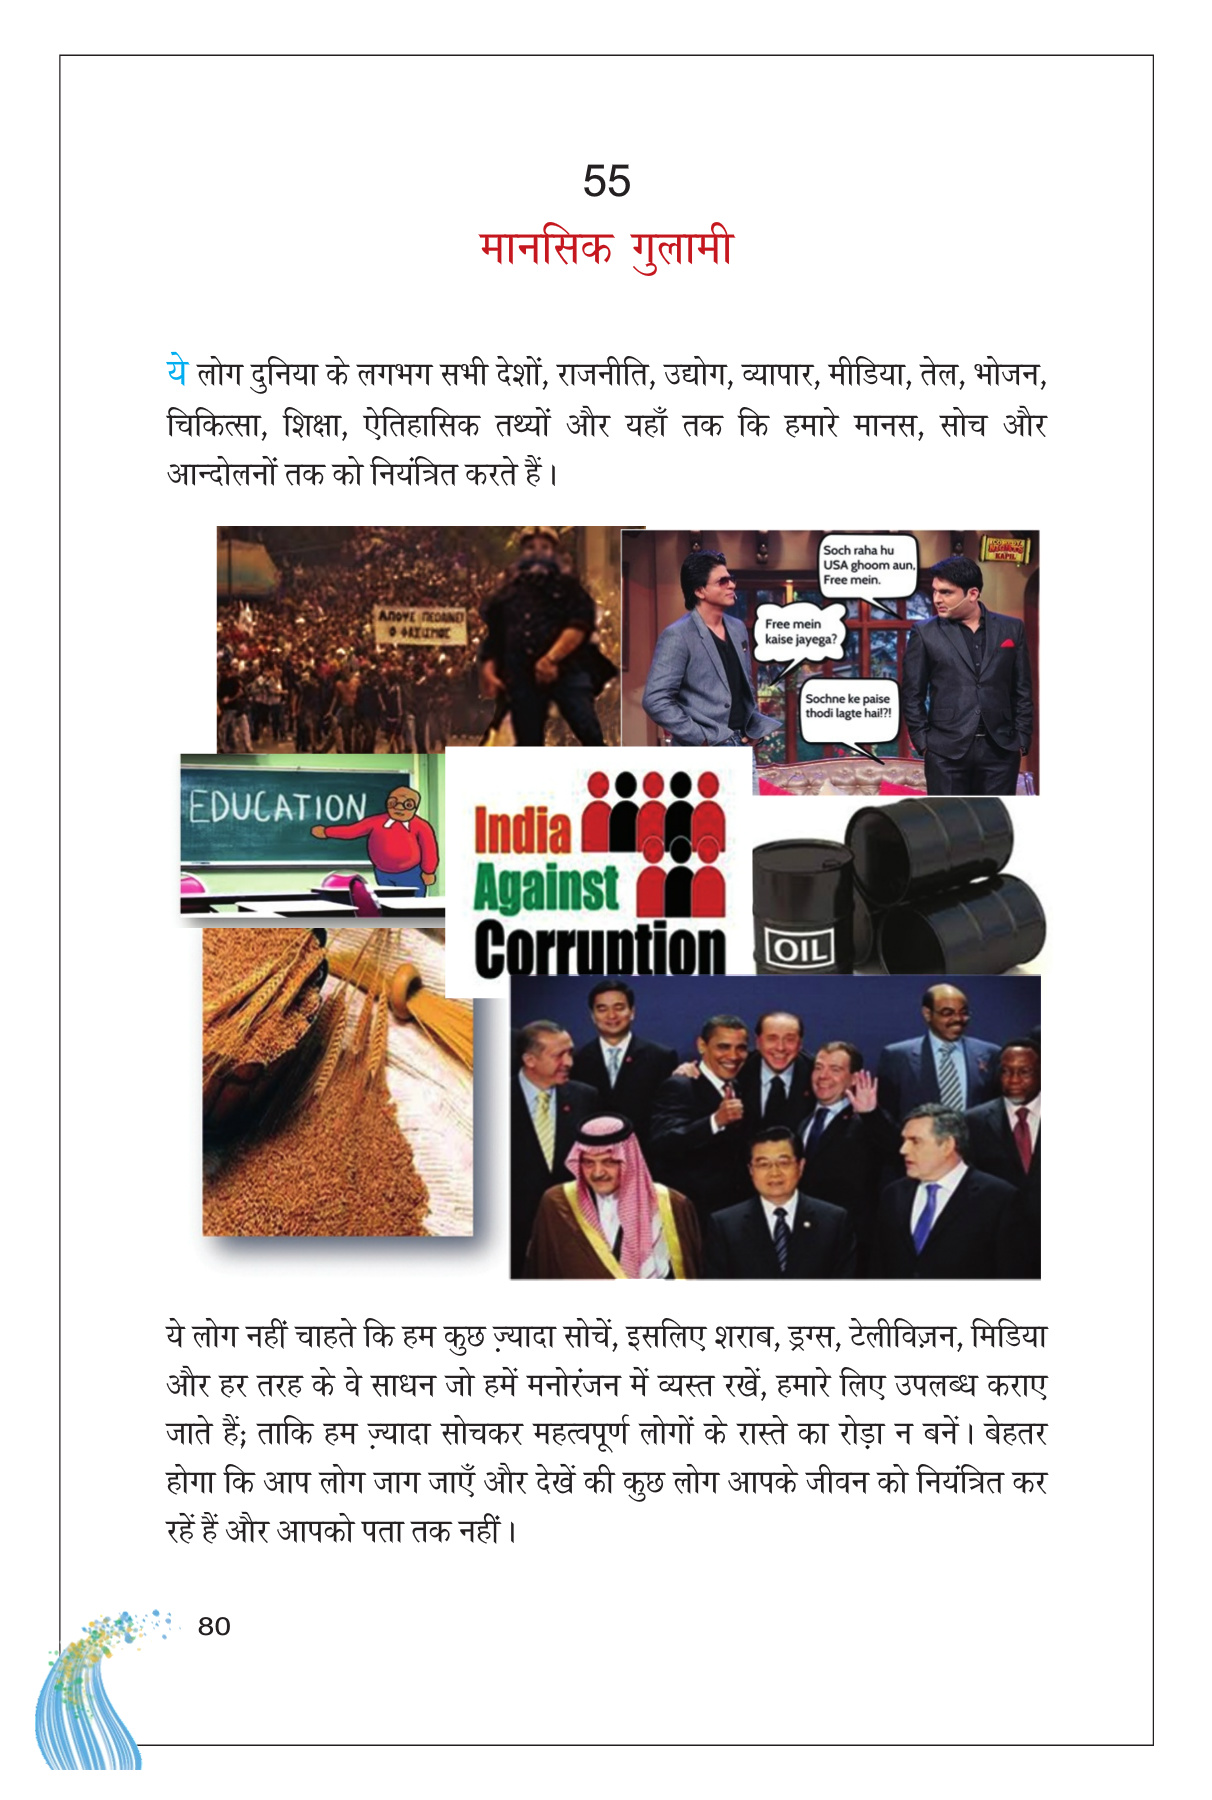 55
मानसिक गुलामी
ये लोग दुनिया के लगभग सभी देशों, राजनीति, उद्योग, व्यापार, मीडिया, तेल, भोजन,
चिकित्सा, शिक्षा, ऐतिहासिक तथ्यों और यहाँ तक कि हमारे मानस, सोच और
आन्दोलनों तक को नियंत्रित करते हैं।
ΑΠΟΨΕ ΠΕΘΑΙΝΕΙ
Ο ΦΑΣΙΣΜΟΣ
Soch raha hu
USA ghoom aun,
Free mein.
Free mein
kaise jayega?
Sochne ke paise
thodi lagte hai!?!
EDUCATION
India
Against
Corruption
OIL
ये लोग नहीं चाहते कि हम कुछ ज़्यादा सोचें, इसलिए शराब, ड्रग्स, टेलीविज़न, मिडिया
और हर तरह के वे साधन जो हमें मनोरंजन में व्यस्त रखें, हमारे लिए उपलब्ध कराए
जाते हैं; ताकि हम ज़्यादा सोचकर महत्वपूर्ण लोगों के रास्ते का रोड़ा न बनें। बेहतर
होगा कि आप लोग जाग जाएँ और देखें की कुछ लोग आपके जीवन को नियंत्रित कर
रहें हैं और आपको पता तक नहीं।
80